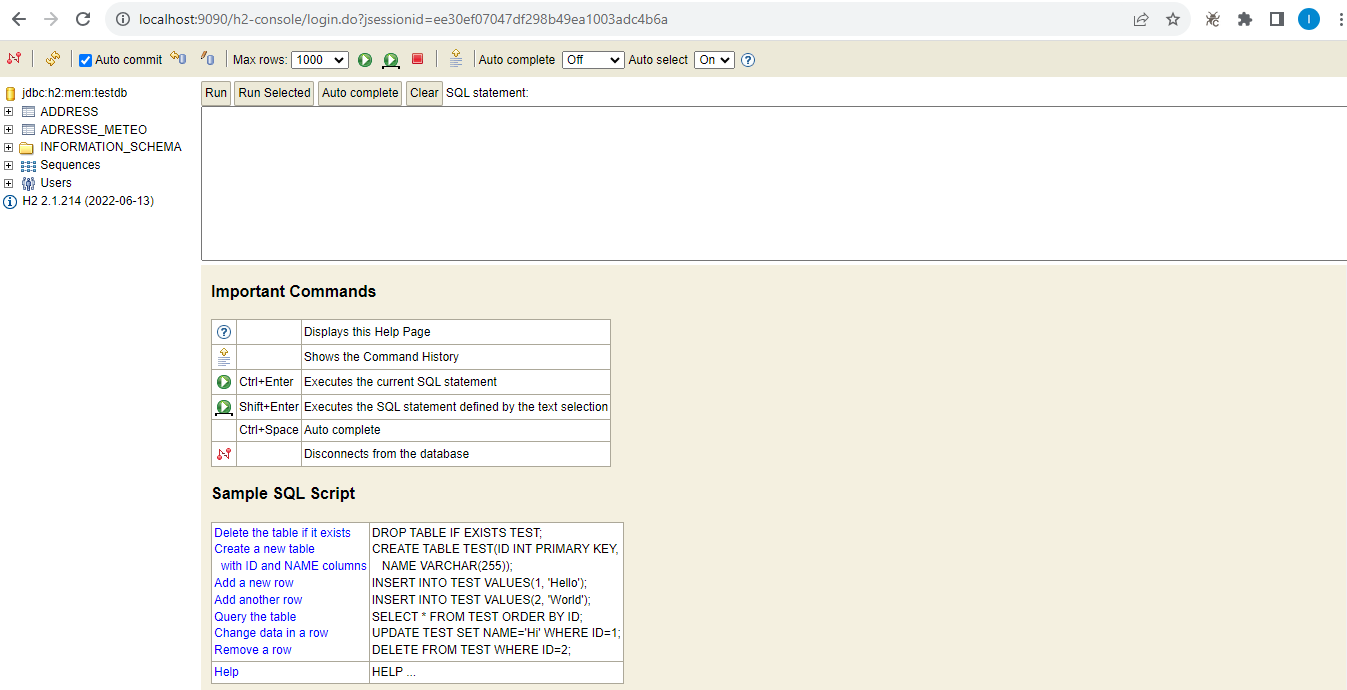 localhost:9090/h2-console/login.do?jsessionid=ee30ef07047df298b49ea1003adc4b6a
I
Auto commit Max rows: 1000 Auto complete Off Auto select On ?
jdbc:h2:mem:testdb
ADDRESS
ADRESSE_METEO
INFORMATION_SCHEMA
Sequences
Users
H2 2.1.214 (2022-06-13)
Run Run Selected Auto complete Clear SQL statement:
Important Commands
? Displays this Help Page
Shows the Command History
Ctrl+Enter Executes the current SQL statement
Shift+Enter Executes the SQL statement defined by the text selection
Ctrl+Space Auto complete
Disconnects from the database
Sample SQL Script
Delete the table if it exists DROP TABLE IF EXISTS TEST;
Create a new table CREATE TABLE TEST(ID INT PRIMARY KEY,
with ID and NAME columns NAME VARCHAR(255));
Add a new row INSERT INTO TEST VALUES(1, 'Hello');
Add another row INSERT INTO TEST VALUES(2, 'World');
Query the table SELECT * FROM TEST ORDER BY ID;
Change data in a row UPDATE TEST SET NAME='Hi' WHERE ID=1;
Remove a row DELETE FROM TEST WHERE ID=2;
Help HELP ...